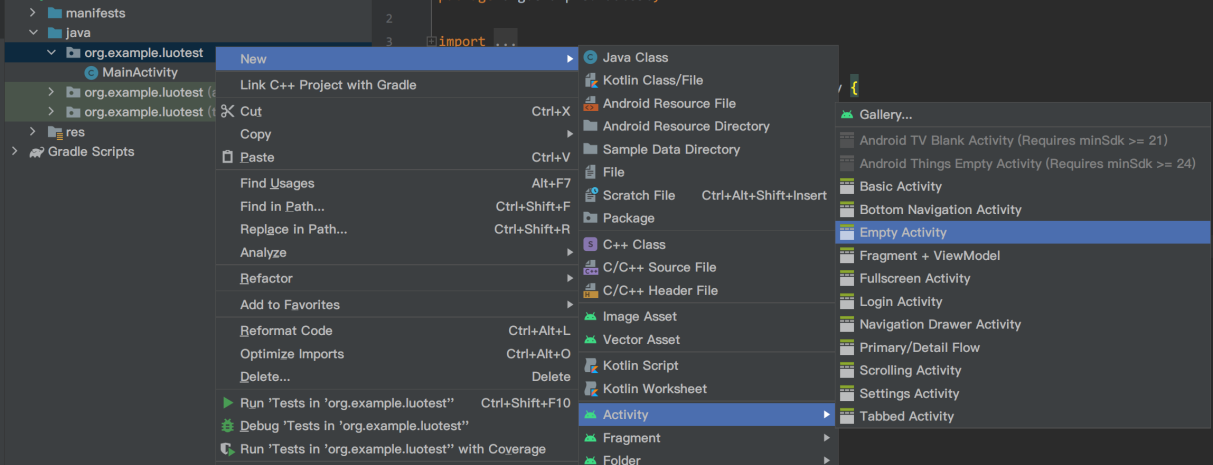 manifests
java
org.example.luotest
MainActivity
org.example.luotest
org.example.luotest
res
Gradle Scripts
2
3
import ...
{
New
Link C++ Project with Gradle
Cut Ctrl+X
Copy
Paste Ctrl+V
Find Usages Alt+F7
Find in Path... Ctrl+Shift+F
Replace in Path... Ctrl+Shift+R
Analyze
Refactor
Add to Favorites
Reformat Code Ctrl+Alt+L
Optimize Imports Ctrl+Alt+O
Delete... Delete
Run 'Tests in 'org.example.luotest'' Ctrl+Shift+F10
Debug 'Tests in 'org.example.luotest''
Run 'Tests in 'org.example.luotest'' with Coverage
Java Class
Kotlin Class/File
Android Resource File
Android Resource Directory
Sample Data Directory
File
Scratch File Ctrl+Alt+Shift+Insert
Package
C++ Class
C/C++ Source File
C/C++ Header File
Image Asset
Vector Asset
Kotlin Script
Kotlin Worksheet
Activity
Fragment
Folder
Gallery...
Android TV Blank Activity (Requires minSdk >= 21)
Android Things Empty Activity (Requires minSdk >= 24)
Basic Activity
Bottom Navigation Activity
Empty Activity
Fragment + ViewModel
Fullscreen Activity
Login Activity
Navigation Drawer Activity
Primary/Detail Flow
Scrolling Activity
Settings Activity
Tabbed Activity